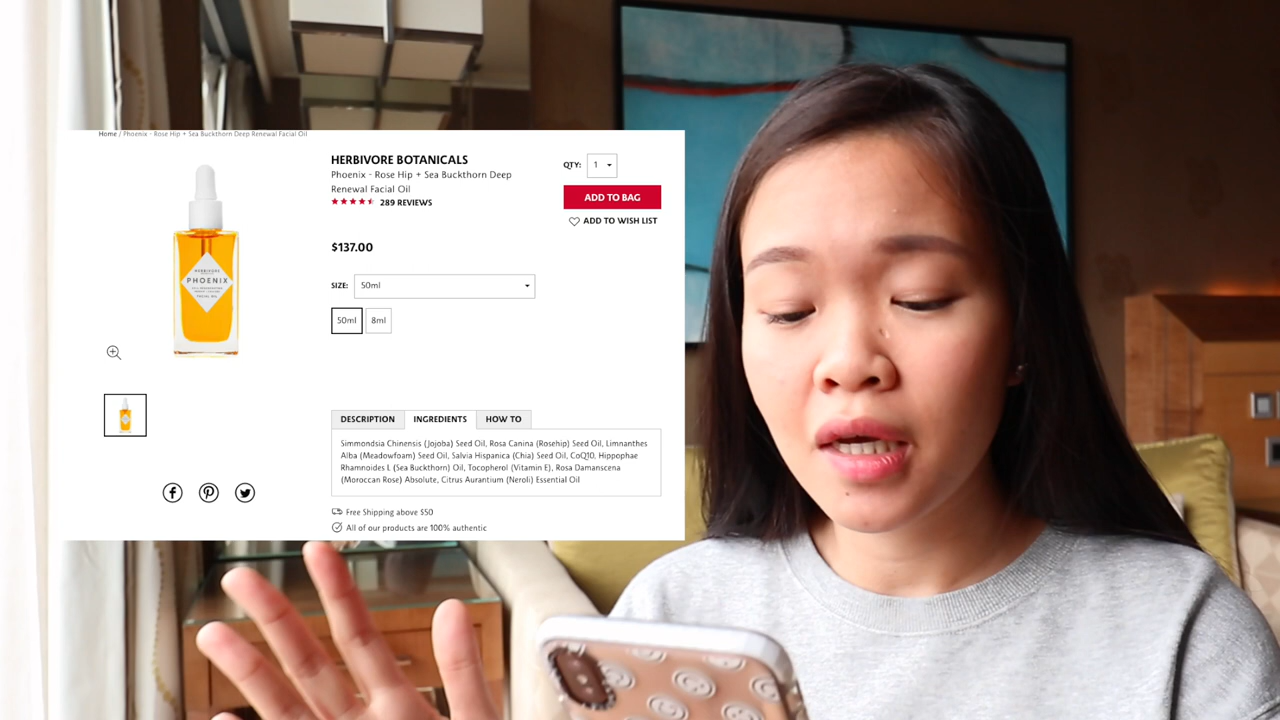 Home / Phoenix - Rose Hip + Sea Buckthorn Deep Renewal Facial Oil
HERBIVORE BOTANICALS
Phoenix - Rose Hip + Sea Buckthorn Deep
Renewal Facial Oil
289 REVIEWS
QTY: 1
ADD TO BAG
ADD TO WISH LIST
$137.00
SIZE: 50ml
50ml 8ml
HERBIVORE
PHOENIX
FACIAL OIL
DESCRIPTION INGREDIENTS HOW TO
Simmondsia Chinensis (Jojoba) Seed Oil, Rosa Canina (Rosehip) Seed Oil, Limnanthes
Alba (Meadowfoam) Seed Oil, Salvia Hispanica (Chia) Seed Oil, CoQ10, Hippophae
Rhamnoides L (Sea Buckthorn) Oil, Tocopherol (Vitamin E), Rosa Damanscena
(Moroccan Rose) Absolute, Citrus Aurantium (Neroli) Essential Oil
Free Shipping above $50
All of our products are 100% authentic